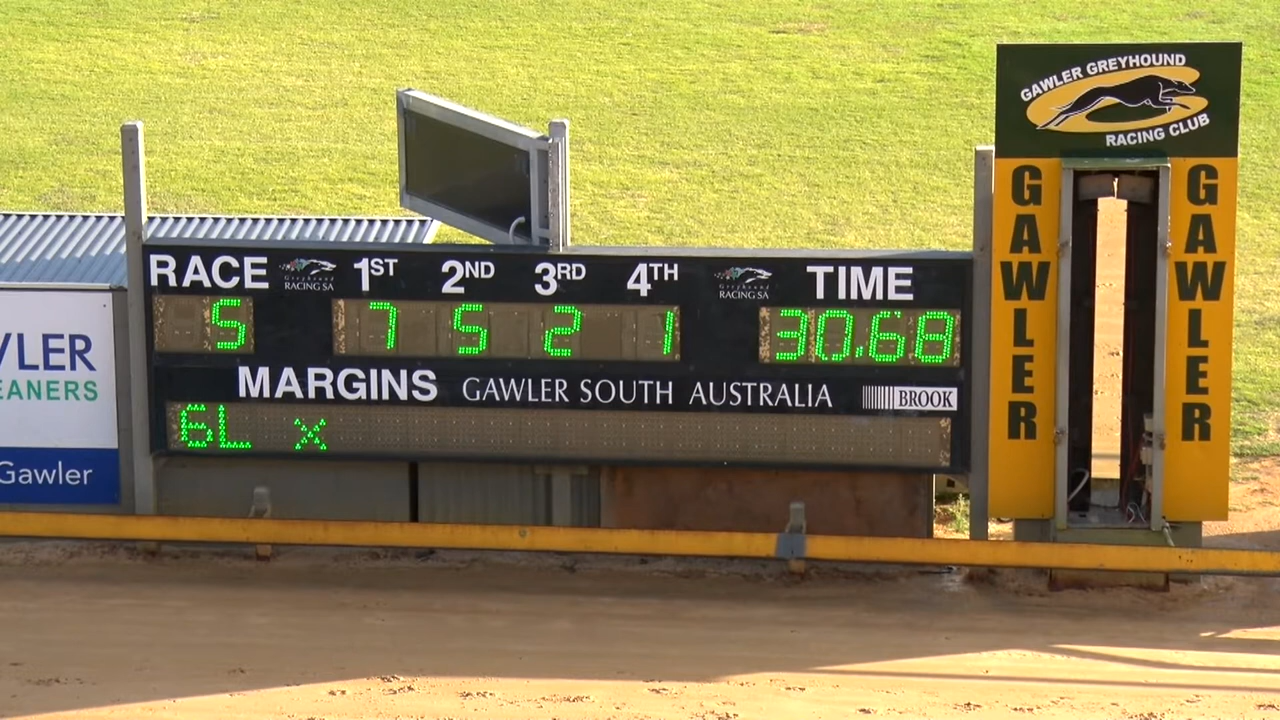 GAWLER GREYHOUND
RACING CLUB
GAWLER
GAWLER
RACE
Greyhound
RACING SA
1ST 2ND 3RD 4TH
Greyhound
RACING SA
TIME
5 7 5 2 1 30.68
MARGINS GAWLER SOUTH AUSTRALIA BROOK
6L x
WLER
EANERS
Gawler